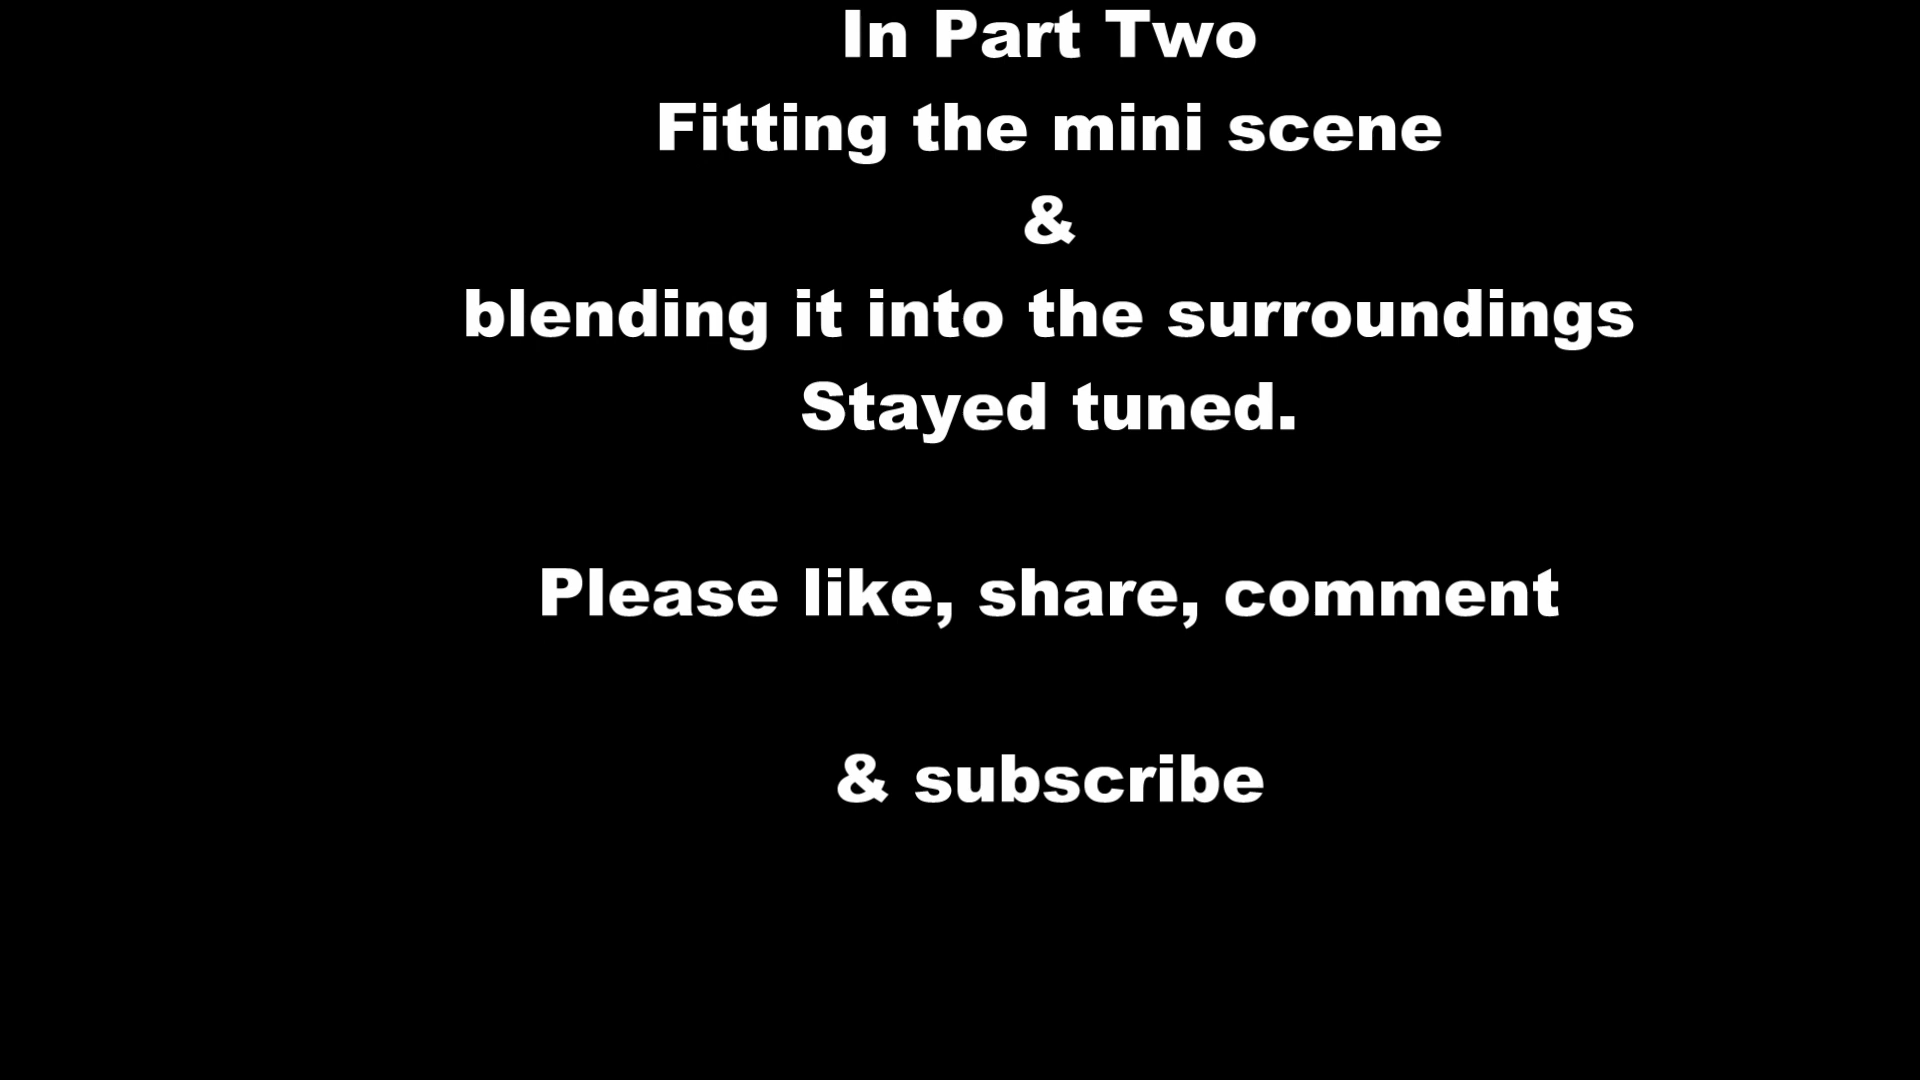 In Part Two
Fitting the mini scene
&
blending it into the surroundings
Stayed tuned.
Please like, share, comment
& subscribe